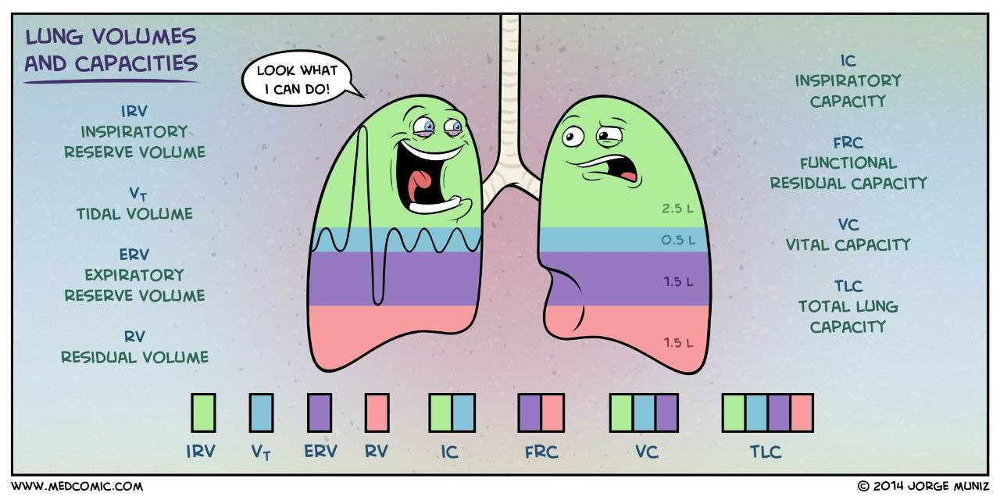 LUNG VOLUMES
AND CAPACITIES
IRV
INSPIRATORY
RESERVE VOLUME
VT
TIDAL VOLUME
ERV
EXPIRATORY
RESERVE VOLUME
RV
RESIDUAL VOLUME
LOOK WHAT
I CAN DO!
2.5 L
0.5 L
1.5 L
1.5 L
IC
INSPIRATORY
CAPACITY
FRC
FUNCTIONAL
RESIDUAL CAPACITY
VC
VITAL CAPACITY
TLC
TOTAL LUNG
CAPACITY
IRV VT ERV RV IC FRC VC TLC
WWW.MEDCOMIC.COM © 2014 JORGE MUNIZ